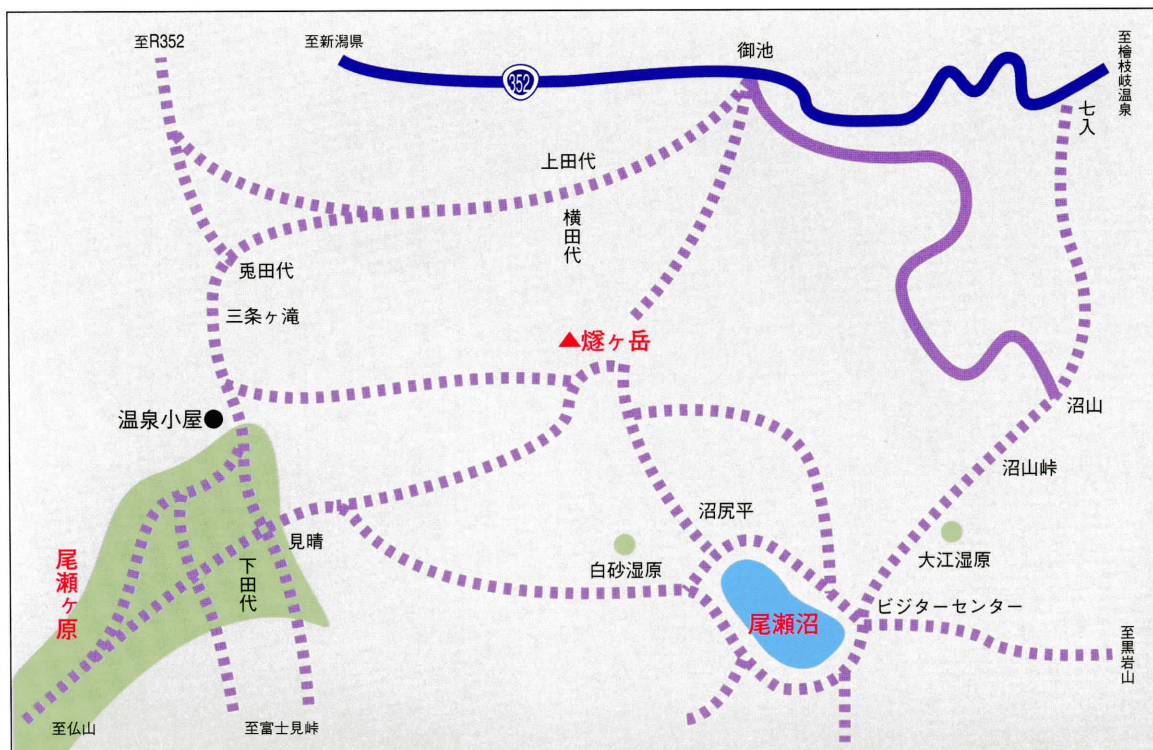 至R352
至新潟県
御池
至檜枝岐温泉
352
七入
上田代
横田代
兎田代
三条ヶ滝
燧ヶ岳
温泉小屋
沼山
沼山峠
沼尻平
見晴
白砂湿原
大江湿原
尾瀬ヶ原
下田代
尾瀬沼
ビジターセンター
至黒岩山
至仏山
至富士見峠